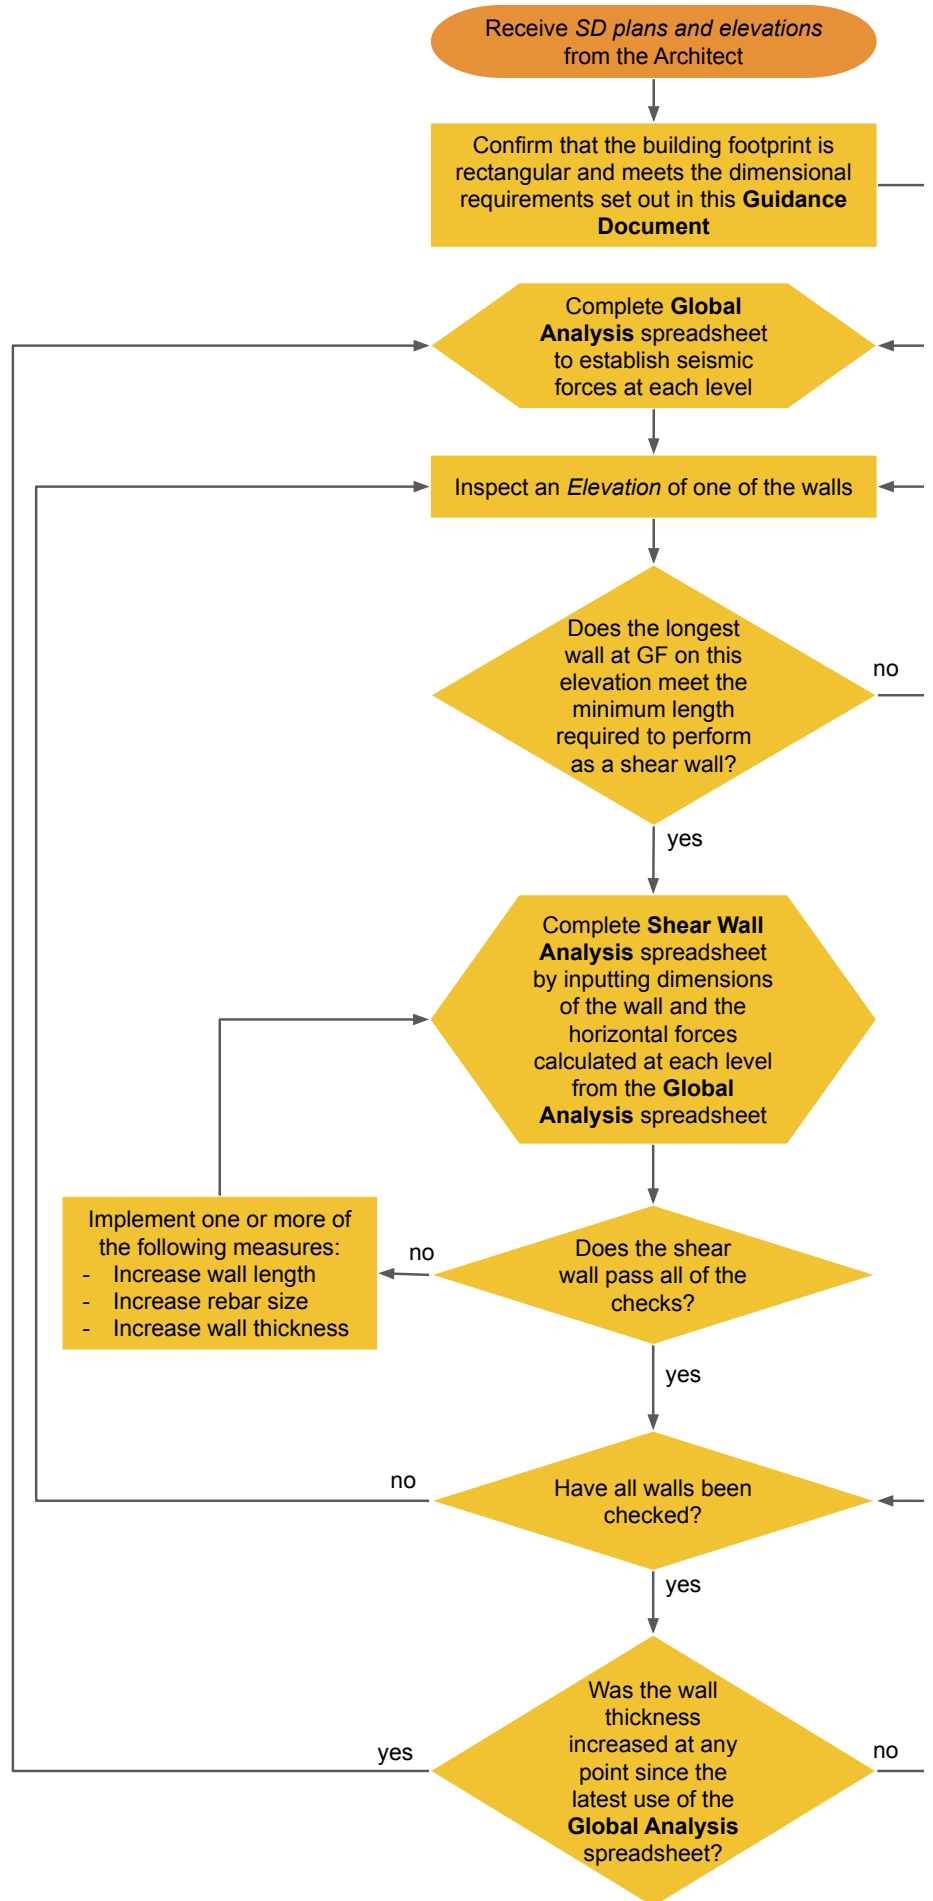 Receive SD plans and elevations
from the Architect
Confirm that the building footprint is
rectangular and meets the dimensional
requirements set out in this Guidance
Document
Complete Global
Analysis spreadsheet
to establish seismic
forces at each level
Inspect an Elevation of one of the walls
Does the longest
wall at GF on this
elevation meet the
minimum length
required to perform
as a shear wall?
no
yes
Complete Shear Wall
Analysis spreadsheet
by inputting dimensions
of the wall and the
horizontal forces
calculated at each level
from the Global
Analysis spreadsheet
Implement one or more of
the following measures:
- Increase wall length
- Increase rebar size
- Increase wall thickness
no
Does the shear
wall pass all of the
checks?
yes
no
Have all walls been
checked?
yes
Was the wall
thickness
increased at any
point since the
latest use of the
Global Analysis
spreadsheet?
yes
no